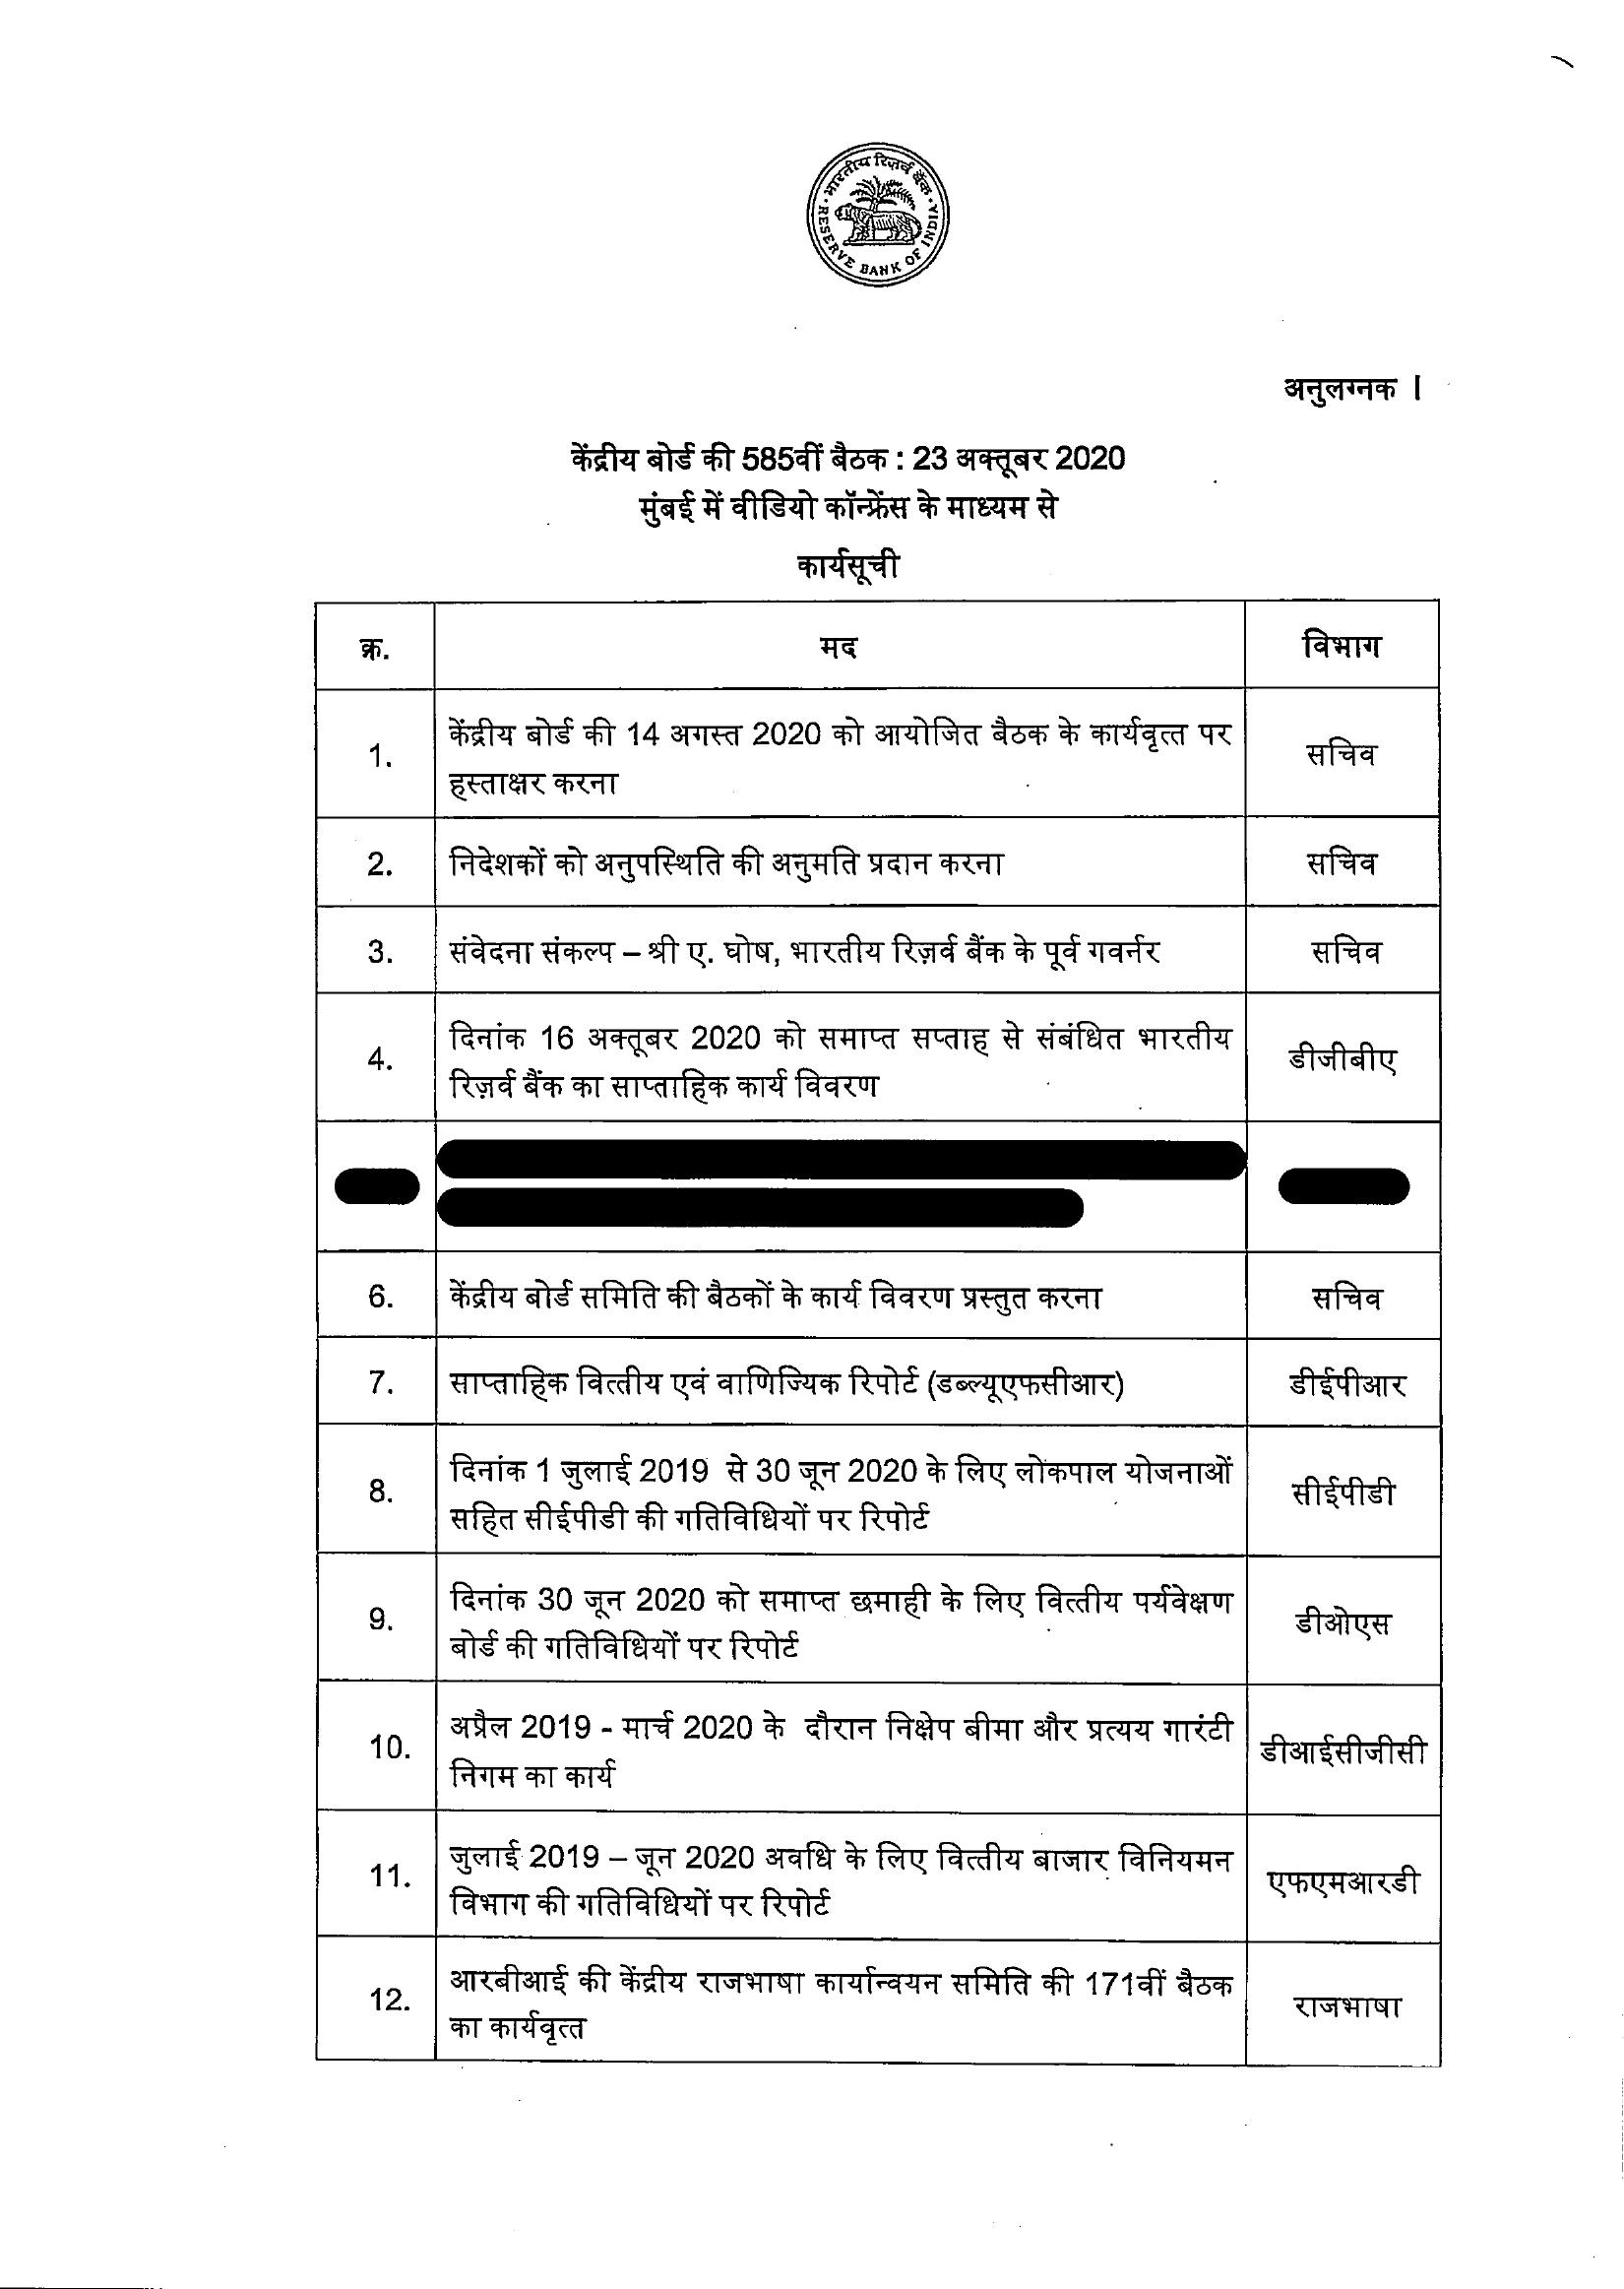 भारतीय रिज़र्व बैंक
RESERVE BANK OF INDIA
अनुलग्नक I
केंद्रीय बोर्ड की 585वीं बैठक : 23 अक्तूबर 2020
मुंबई में वीडियो कॉन्फ्रेंस के माध्यम से
कार्यसूची
क्र. मद विभाग
1. केंद्रीय बोर्ड की 14 अगस्त 2020 को आयोजित बैठक के कार्यवृत्त पर
हस्ताक्षर करना सचिव
2. निदेशकों को अनुपस्थिति की अनुमति प्रदान करना सचिव
3. संवेदना संकल्प – श्री ए. घोष, भारतीय रिज़र्व बैंक के पूर्व गवर्नर सचिव
4. दिनांक 16 अक्तूबर 2020 को समाप्त सप्ताह से संबंधित भारतीय
रिज़र्व बैंक का साप्ताहिक कार्य विवरण डीजीबीए
6. केंद्रीय बोर्ड समिति की बैठकों के कार्य विवरण प्रस्तुत करना सचिव
7. साप्ताहिक वित्तीय एवं वाणिज्यिक रिपोर्ट (डब्ल्यूएफसीआर) डीईपीआर
8. दिनांक 1 जुलाई 2019 से 30 जून 2020 के लिए लोकपाल योजनाओं
सहित सीईपीडी की गतिविधियों पर रिपोर्ट सीईपीडी
9. दिनांक 30 जून 2020 को समाप्त छमाही के लिए वित्तीय पर्यवेक्षण
बोर्ड की गतिविधियों पर रिपोर्ट डीओएस
10. अप्रैल 2019 - मार्च 2020 के दौरान निक्षेप बीमा और प्रत्यय गारंटी
निगम का कार्य डीआईसीजीसी
11. जुलाई 2019 – जून 2020 अवधि के लिए वित्तीय बाजार विनियमन
विभाग की गतिविधियों पर रिपोर्ट एफएमआरडी
12. आरबीआई की केंद्रीय राजभाषा कार्यान्वयन समिति की 171वीं बैठक
का कार्यवृत्त राजभाषा